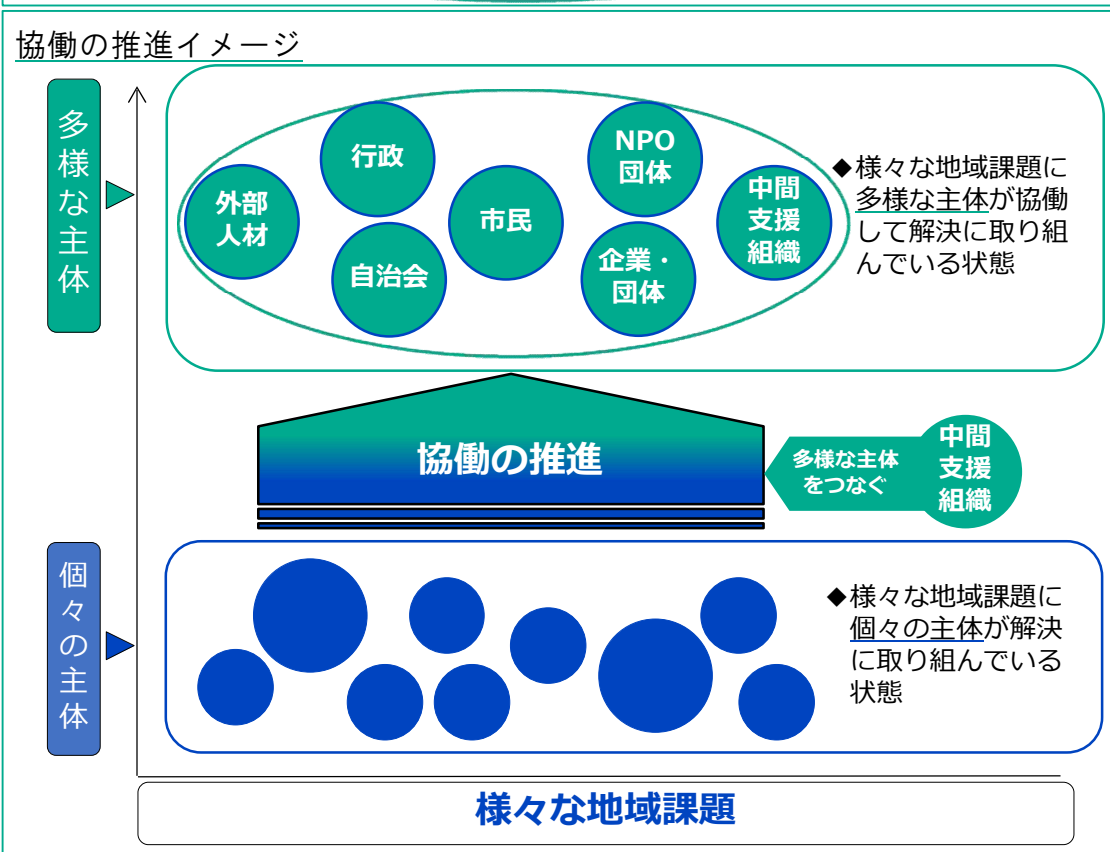 協働の推進イメージ
多様な主体
外部
人材
行政
自治会
市民
NPO
団体
企業・
団体
中間
支援
組織
◆様々な地域課題に
多様な主体が協働
して解決に取り組
んでいる状態
協働の推進
多様な主体
をつなぐ
中間
支援
組織
個々の主体
◆様々な地域課題に
個々の主体が解決
に取り組んでいる
状態
様々な地域課題